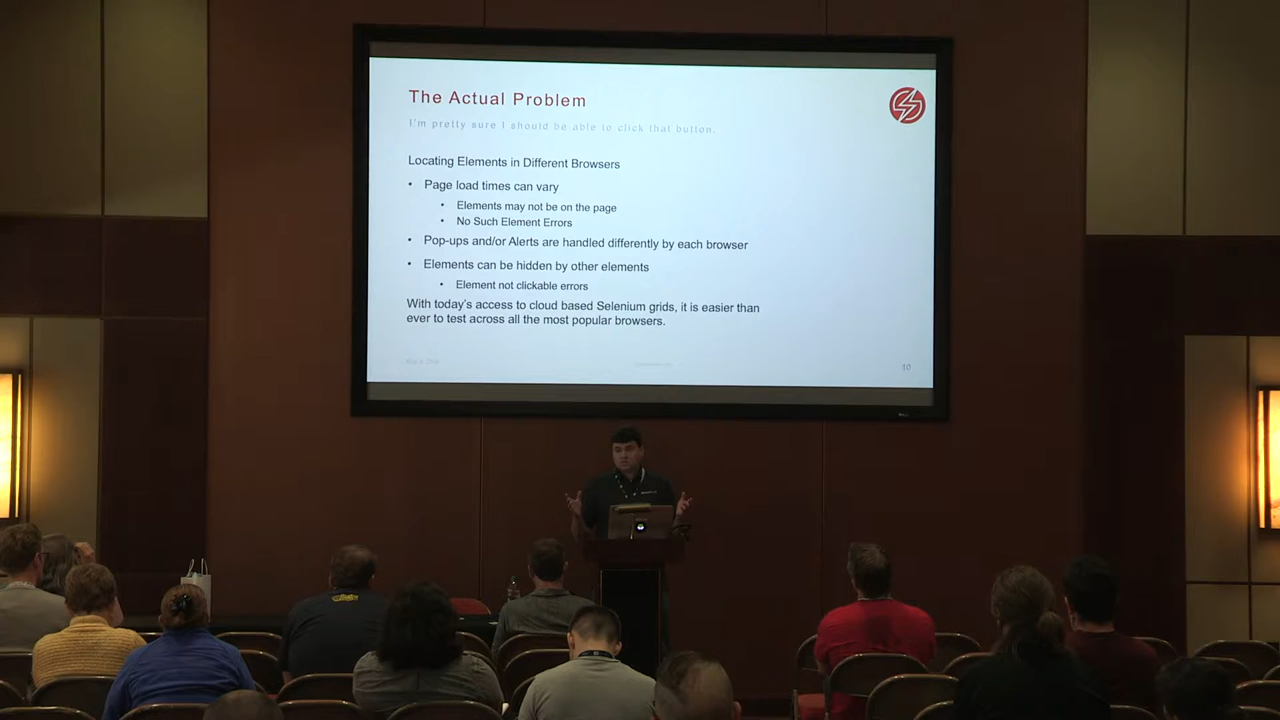 The Actual Problem
I'm pretty sure I should be able to click that button.
Locating Elements in Different Browsers
• Page load times can vary
• Elements may not be on the page
• No Such Element Errors
• Pop-ups and/or Alerts are handled differently by each browser
• Elements can be hidden by other elements
• Element not clickable errors
With today's access to cloud based Selenium grids, it is easier than
ever to test across all the most popular browsers.
10